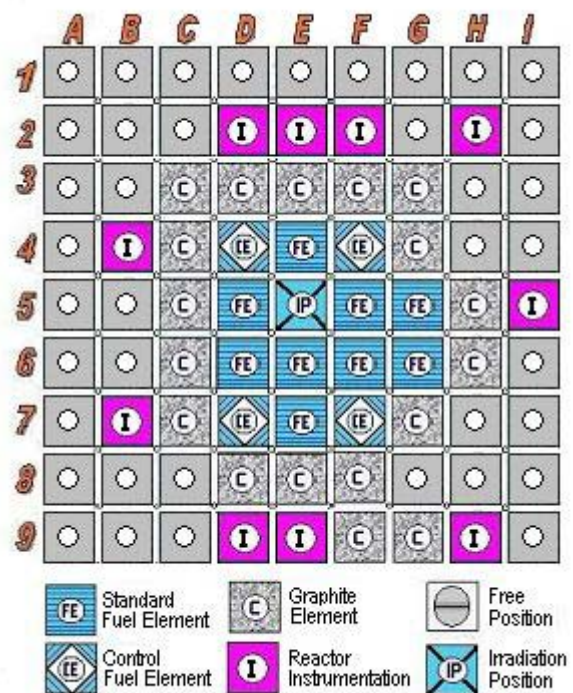 A B C D E F G H I
1
2 I I I I
3 C C C C C
4 I C CE FE CE C
5 C FE IP FE FE C I
6 C FE FE FE FE C
7 I C CE FE CE C
8 C C C
9 I I C C I
FE Standard Fuel Element
C Graphite Element
Free Position
CE Control Fuel Element
I Reactor Instrumentation
IP Irradiation Position